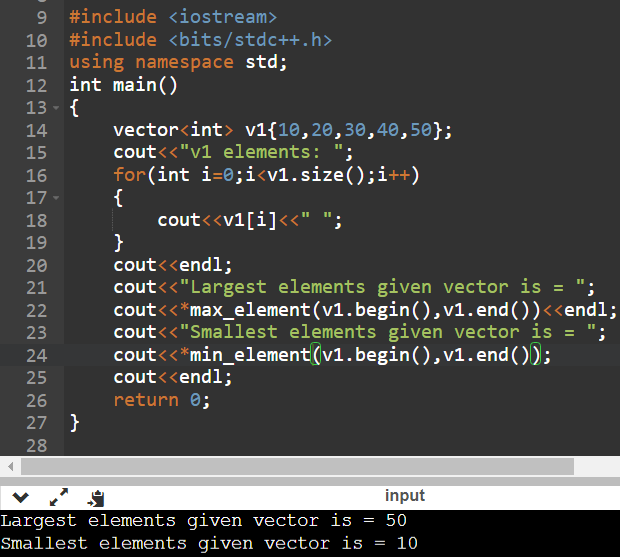 9 #include <iostream>
10 #include <bits/stdc++.h>
11 using namespace std;
12 int main()
13 {
14     vector<int> v1{10,20,30,40,50};
15     cout<<"v1 elements: ";
16     for(int i=0;i<v1.size();i++)
17     {
18         cout<<v1[i]<<" ";
19     }
20     cout<<endl;
21     cout<<"Largest elements given vector is = ";
22     cout<<*max_element(v1.begin(),v1.end())<<endl;
23     cout<<"Smallest elements given vector is = ";
24     cout<<*min_element(v1.begin(),v1.end());
25     cout<<endl;
26     return 0;
27 }
28
input
Largest elements given vector is = 50
Smallest elements given vector is = 10